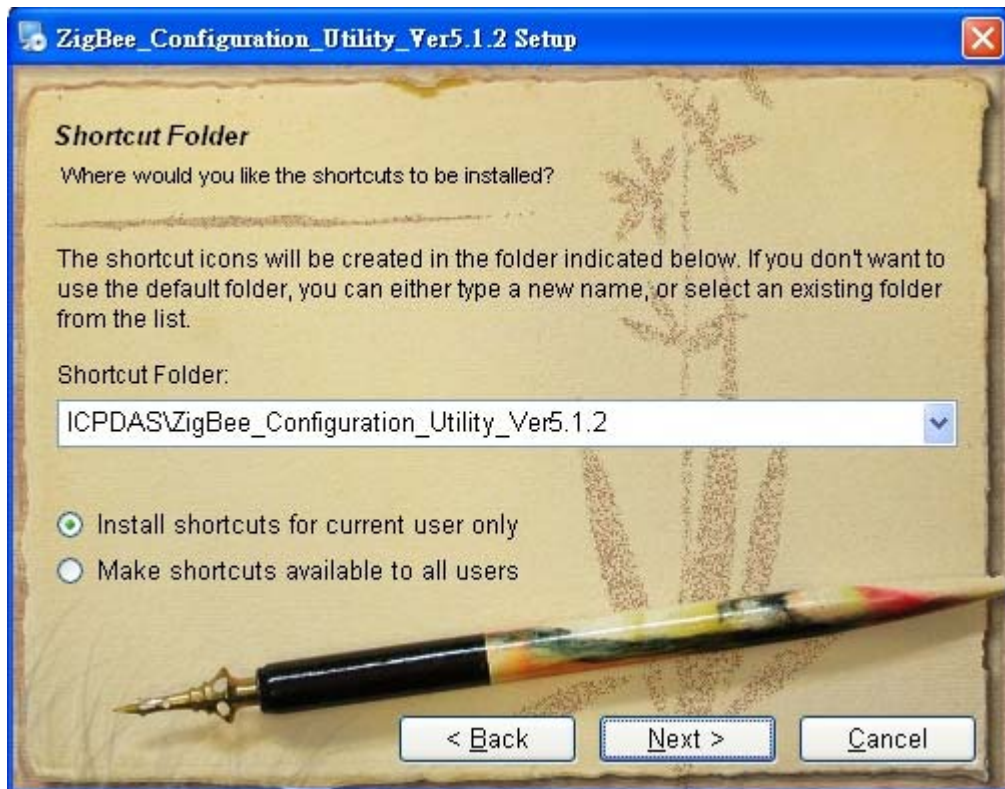 ZigBee_Configuration_Utility_Ver5.1.2 Setup
Shortcut Folder
Where would you like the shortcuts to be installed?
The shortcut icons will be created in the folder indicated below. If you don't want to
use the default folder, you can either type a new name, or select an existing folder
from the list.
Shortcut Folder:
ICPDAS\ZigBee_Configuration_Utility_Ver5.1.2
Install shortcuts for current user only
Make shortcuts available to all users
< Back
Next >
Cancel